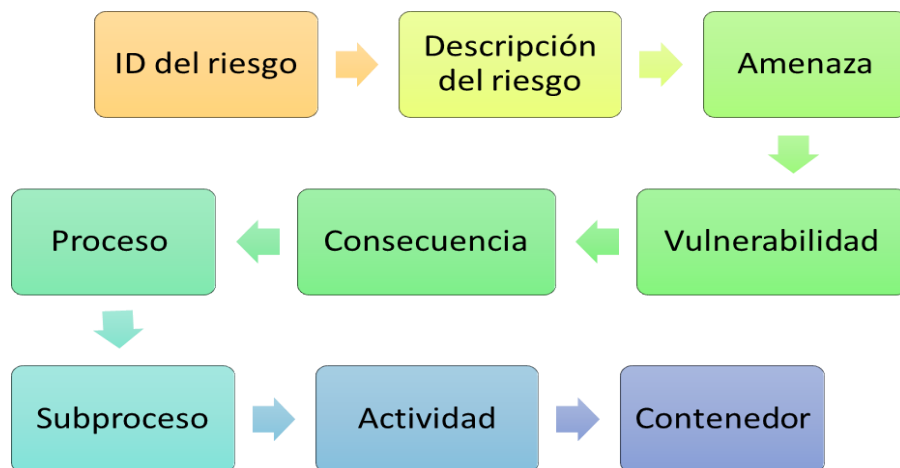 ID del riesgo
Descripción
del riesgo
Amenaza
Vulnerabilidad
Consecuencia
Proceso
Subproceso
Actividad
Contenedor